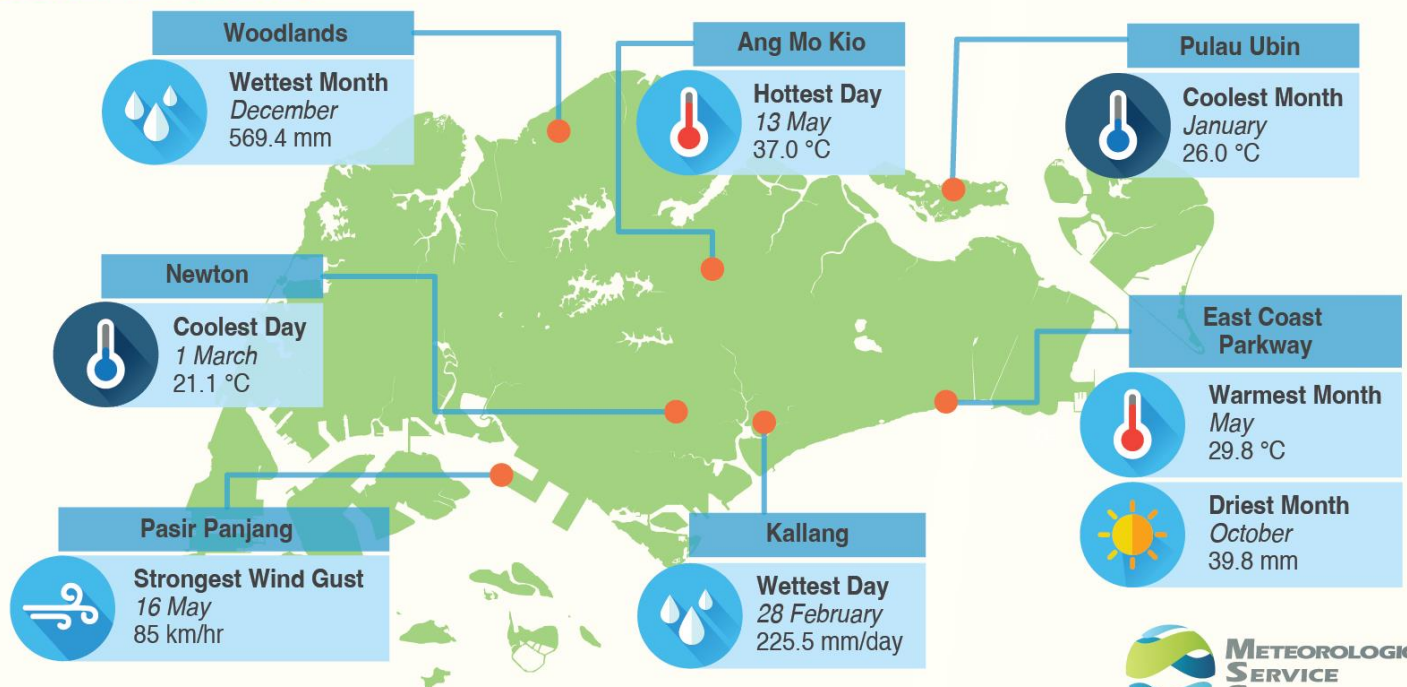 Woodlands
Wettest Month
December
569.4 mm
Ang Mo Kio
Hottest Day
13 May
37.0 °C
Pulau Ubin
Coolest Month
January
26.0 °C
Newton
Coolest Day
1 March
21.1 °C
East Coast
Parkway
Warmest Month
May
29.8 °C
Driest Month
October
39.8 mm
Pasir Panjang
Strongest Wind Gust
16 May
85 km/hr
Kallang
Wettest Day
28 February
225.5 mm/day
SERVICE